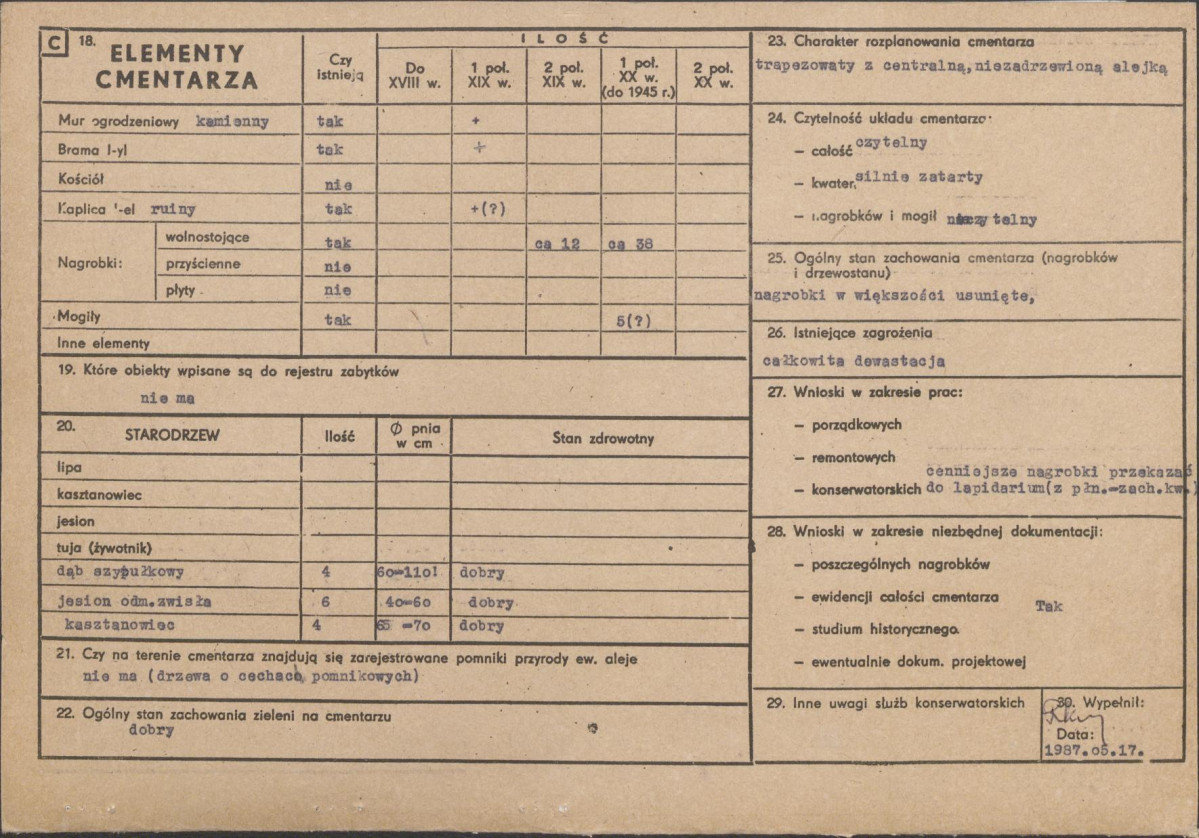 C 18. ELEMENTY CMENTARZA
Czy istnieją
ILOŚĆ
Do XVIII w.
1 poł. XIX w.
2 poł. XIX w.
1 poł. XX w. (do 1945 r.)
2 poł. XX w.
Mur ogrodzeniowy kamienny tak +
Brama tak +
Kościół nie
Kaplica ruiny tak +(?)
Nagrobki: wolnostojące tak ca 12 ca 38
przyścienne nie
płyty nie
Mogiły tak 5(?)
Inne elementy
19. Które obiekty wpisane są do rejestru zabytków
nie ma
20. STARODRZEW Ilość Ø pnia w cm Stan zdrowotny
lipa
kasztanowiec
jesion
tuja (żywotnik)
dąb szypułkowy 4 60-110! dobry
jesion odm.zwisła 6 40-60 dobry
kasztanowiec 4 65 -70 dobry
21. Czy na terenie cmentarza znajdują się zarejestrowane pomniki przyrody ew. aleje
nie ma (drzewa o cechach pomnikowych)
22. Ogólny stan zachowania zieleni na cmentarzu
dobry
23. Charakter rozplanowania cmentarza
trapezowaty z centralną,niezadrzewioną alejką
24. Czytelność układu cmentarza:
– całość czytelny
– kwater, silnie zatarty
– nagrobków i mogił
25. Ogólny stan zachowania cmentarza (nagrobków
i drzewostanu)
nagrobki w większości usunięte,
26. Istniejące zagrożenia
całkowita dewastacja
27. Wnioski w zakresie prac:
– porządkowych
– remontowych
cenniejsze nagrobki przekazać
– konserwatorskich do lapidarium(z płn.-zach.kw.)
28. Wnioski w zakresie niezbędnej dokumentacji:
– poszczególnych nagrobków
– ewidencji całości cmentarza
Tak
– studium historycznego.
– ewentualnie dokum. projektowej
29. Inne uwagi służb konserwatorskich
30. Wypełnił:
Data:
1987.05.17.